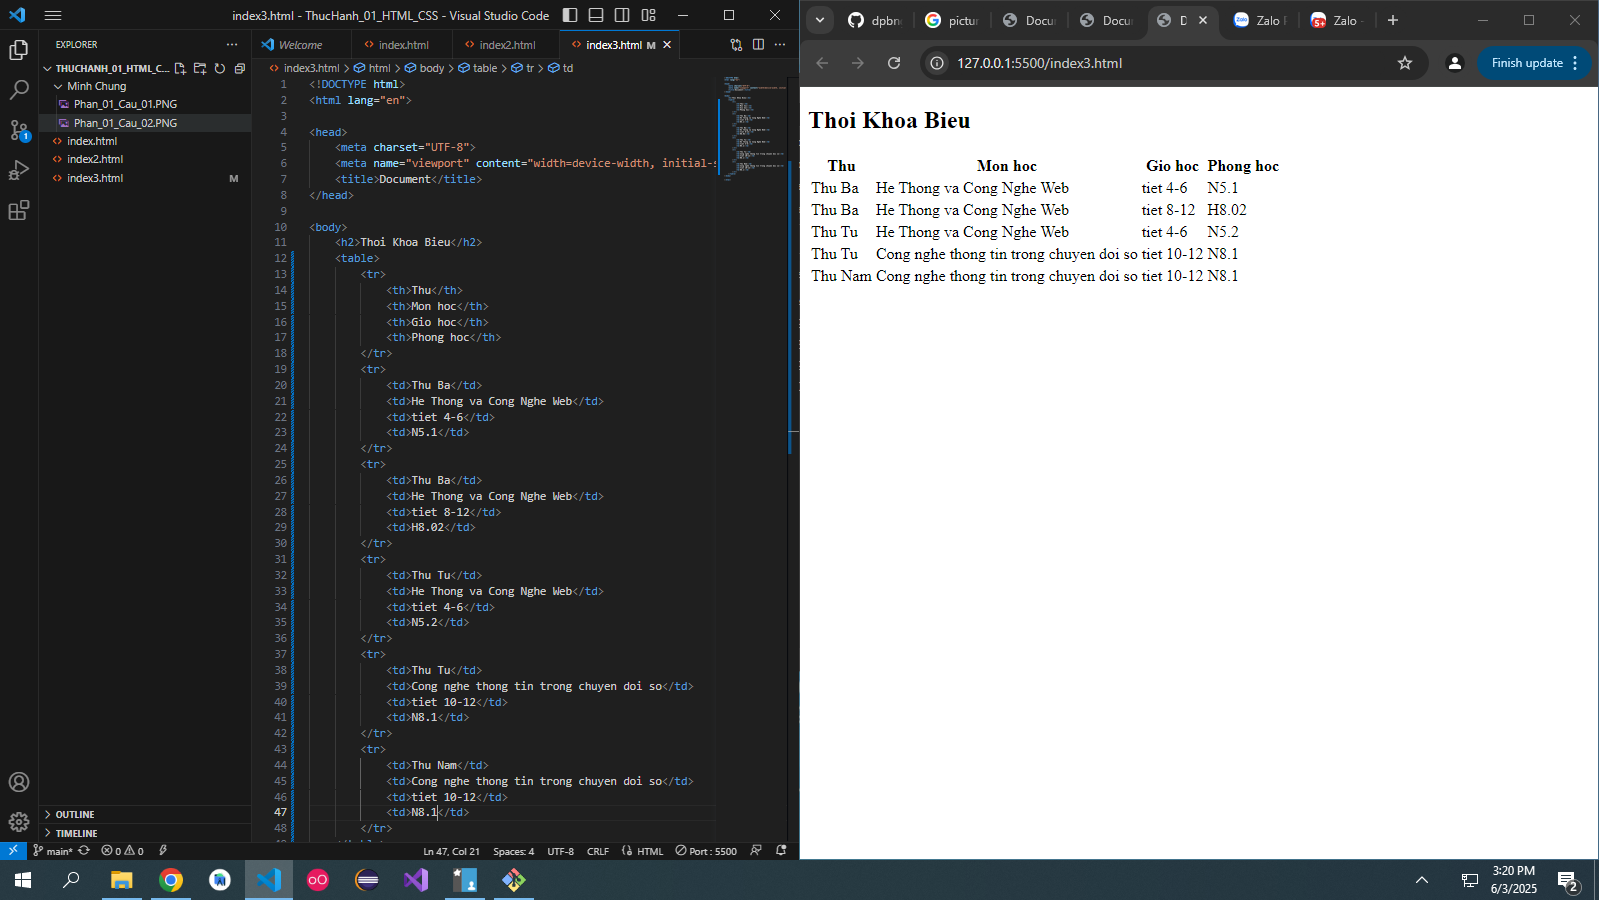 index3.html - ThucHanh_01_HTML_CSS - Visual Studio Code
EXPLORER
THUCHANH_01_HTML_C...
Minh Chung
Phan_01_Cau_01.PNG
Phan_01_Cau_02.PNG
index.html
index2.html
index3.html M
OUTLINE
TIMELINE
1
Welcome
index.html
index2.html
index3.html M
index3.html > html > body > table > tr > td
1 <!DOCTYPE html>
2 <html lang="en">
3
4 <head>
5 <meta charset="UTF-8">
6 <meta name="viewport" content="width=device-width, initial-s
7 <title>Document</title>
8 </head>
9
10 <body>
11 <h2>Thoi Khoa Bieu</h2>
12 <table>
13 <tr>
14 <th>Thu</th>
15 <th>Mon hoc</th>
16 <th>Gio hoc</th>
17 <th>Phong hoc</th>
18 </tr>
19 <tr>
20 <td>Thu Ba</td>
21 <td>He Thong va Cong Nghe Web</td>
22 <td>tiet 4-6</td>
23 <td>N5.1</td>
24 </tr>
25 <tr>
26 <td>Thu Ba</td>
27 <td>He Thong va Cong Nghe Web</td>
28 <td>tiet 8-12</td>
29 <td>H8.02</td>
30 </tr>
31 <tr>
32 <td>Thu Tu</td>
33 <td>He Thong va Cong Nghe Web</td>
34 <td>tiet 4-6</td>
35 <td>N5.2</td>
36 </tr>
37 <tr>
38 <td>Thu Tu</td>
39 <td>Cong nghe thong tin trong chuyen doi so</td>
40 <td>tiet 10-12</td>
41 <td>N8.1</td>
42 </tr>
43 <tr>
44 <td>Thu Nam</td>
45 <td>Cong nghe thong tin trong chuyen doi so</td>
46 <td>tiet 10-12</td>
47 <td>N8.1</td>
48 </tr>
main* 0 0 Ln 47, Col 21 Spaces: 4 UTF-8 CRLF HTML Port : 5500
dpbn
pictur
Docu
Docu
D
Zalo
Zalo -
127.0.0.1:5500/index3.html
Finish update
Thoi Khoa Bieu
Thu Mon hoc Gio hoc Phong hoc
Thu Ba He Thong va Cong Nghe Web tiet 4-6 N5.1
Thu Ba He Thong va Cong Nghe Web tiet 8-12 H8.02
Thu Tu He Thong va Cong Nghe Web tiet 4-6 N5.2
Thu Tu Cong nghe thong tin trong chuyen doi so tiet 10-12 N8.1
Thu Nam Cong nghe thong tin trong chuyen doi so tiet 10-12 N8.1
3:20 PM
6/3/2025
2